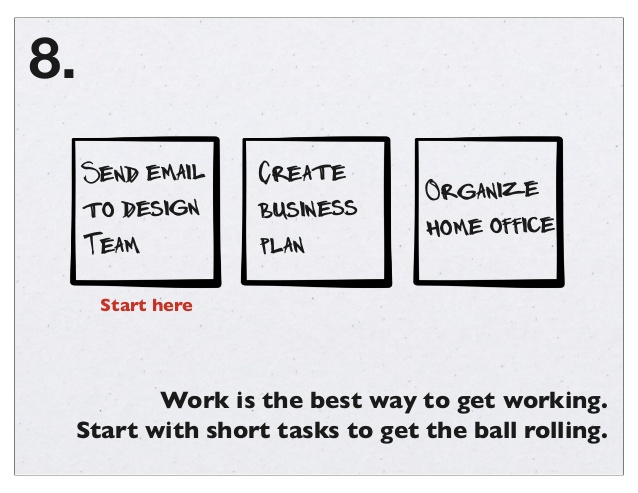 8.
SEND EMAIL
TO DESIGN
TEAM
CREATE
BUSINESS
PLAN
ORGANIZE
HOME OFFICE
Start here
Work is the best way to get working.
Start with short tasks to get the ball rolling.